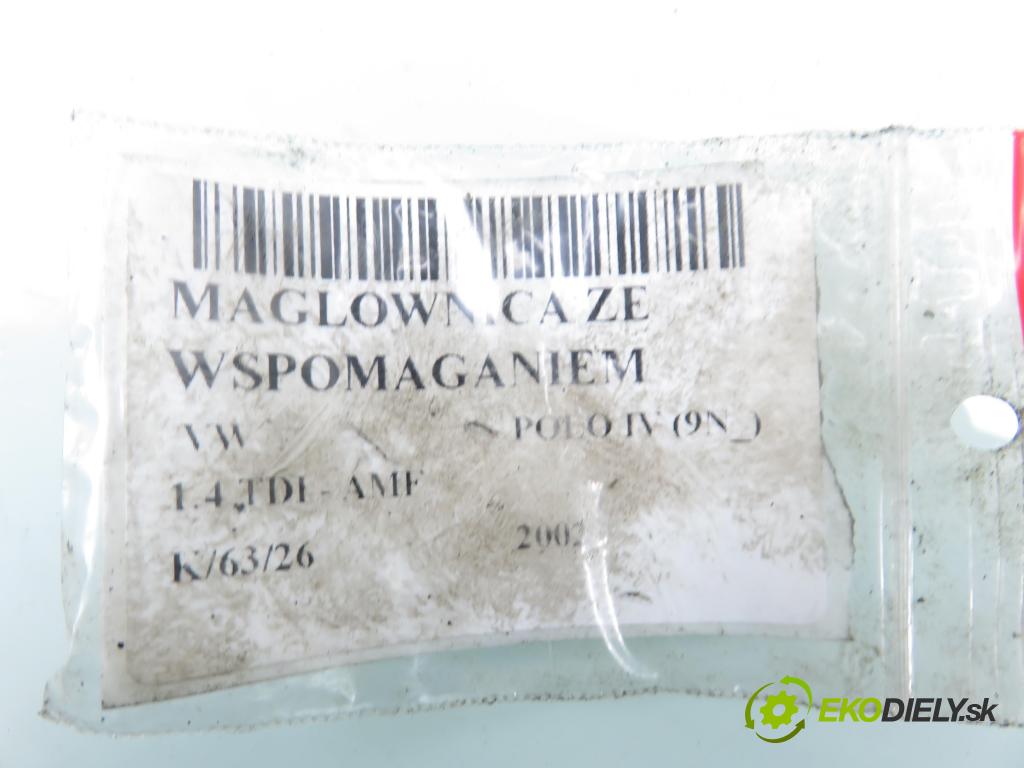 MAGLOWNICA ZE
WSPOMAGANIEM
VW POLO IV (9N_)
1.4 TDI - AMF
K/63/26 2002
EKODIELY.sk